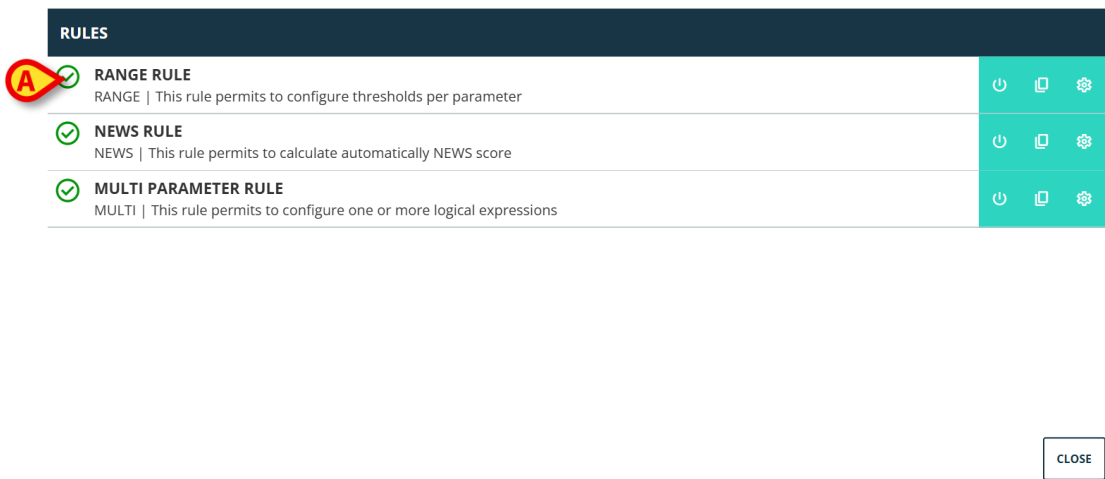 RULES
A
RANGE RULE
RANGE | This rule permits to configure thresholds per parameter
NEWS RULE
NEWS | This rule permits to calculate automatically NEWS score
MULTI PARAMETER RULE
MULTI | This rule permits to configure one or more logical expressions
CLOSE